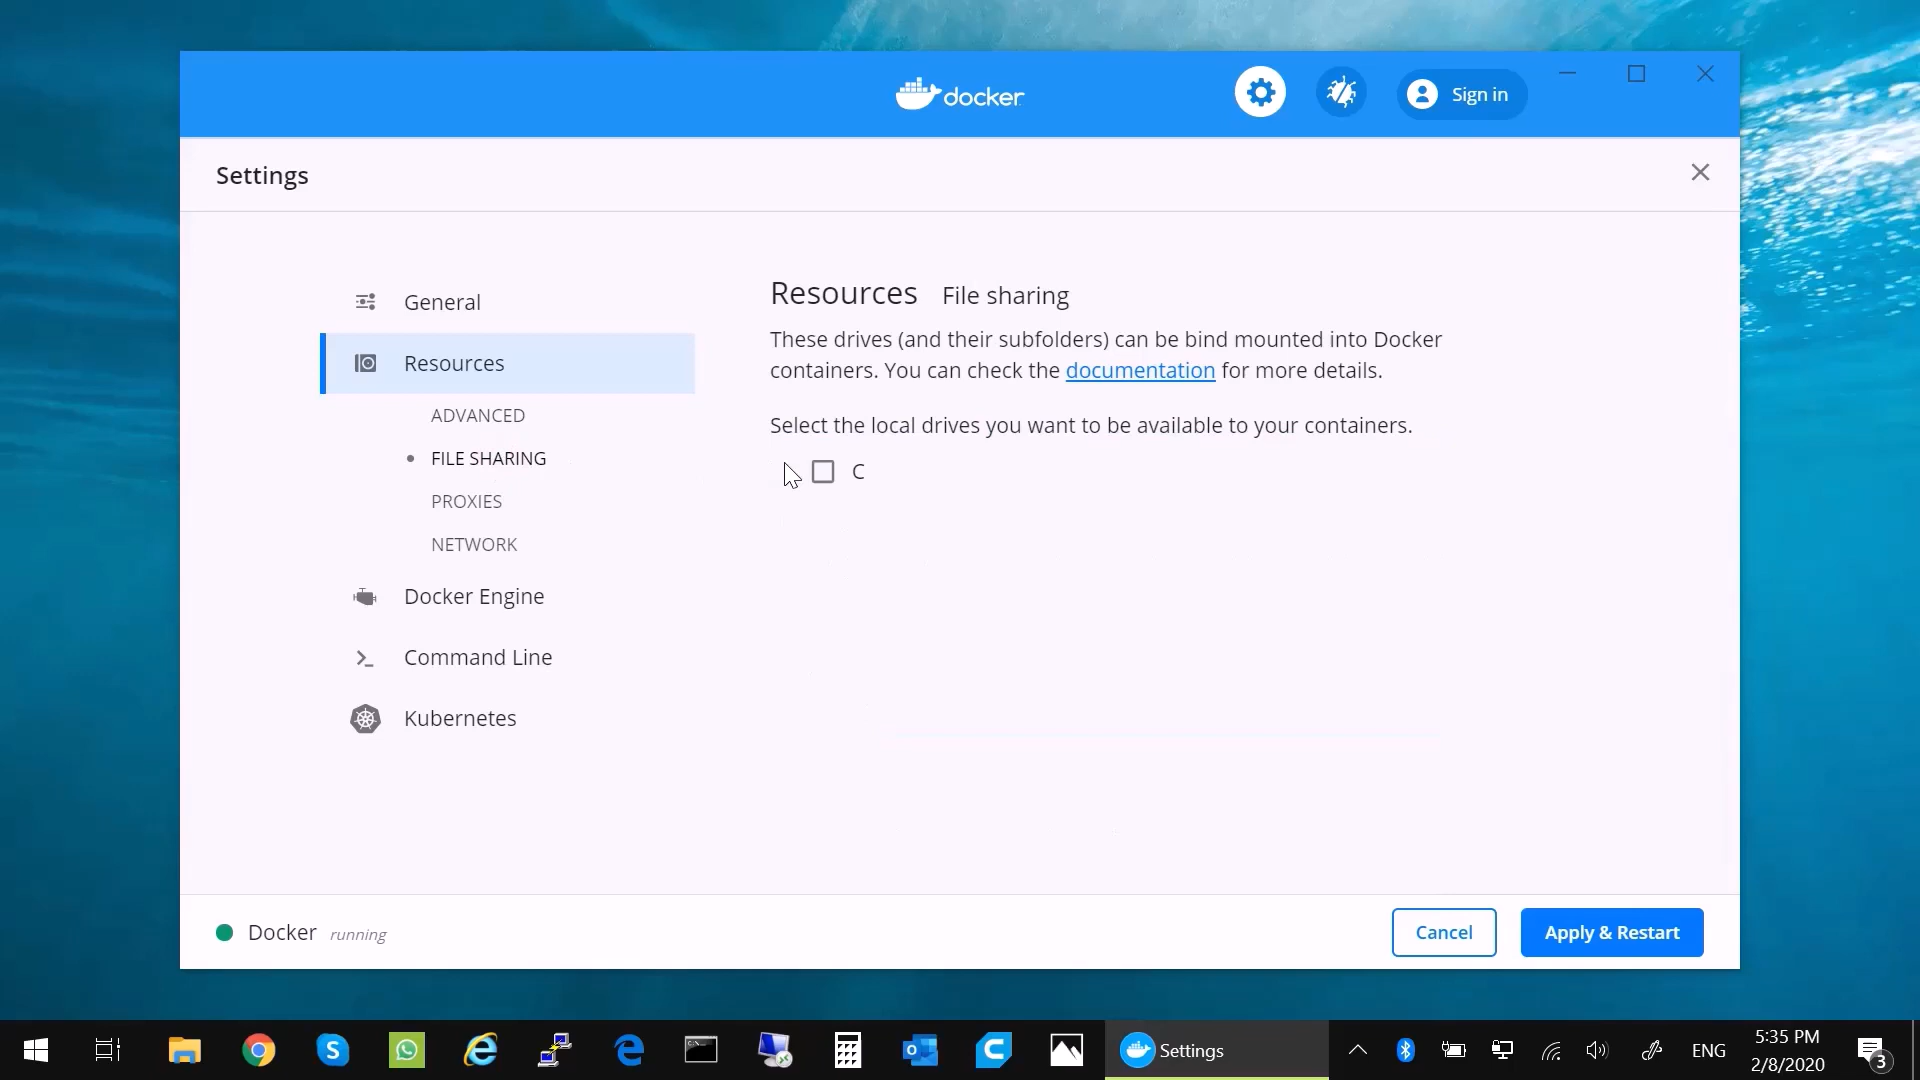 docker
Sign in
Settings
General
Resources
ADVANCED
FILE SHARING
PROXIES
NETWORK
Docker Engine
Command Line
Kubernetes
Resources File sharing
These drives (and their subfolders) can be bind mounted into Docker
containers. You can check the documentation for more details.
Select the local drives you want to be available to your containers.
C
Docker running
Cancel
Apply & Restart
Settings
ENG
5:35 PM
2/8/2020
3